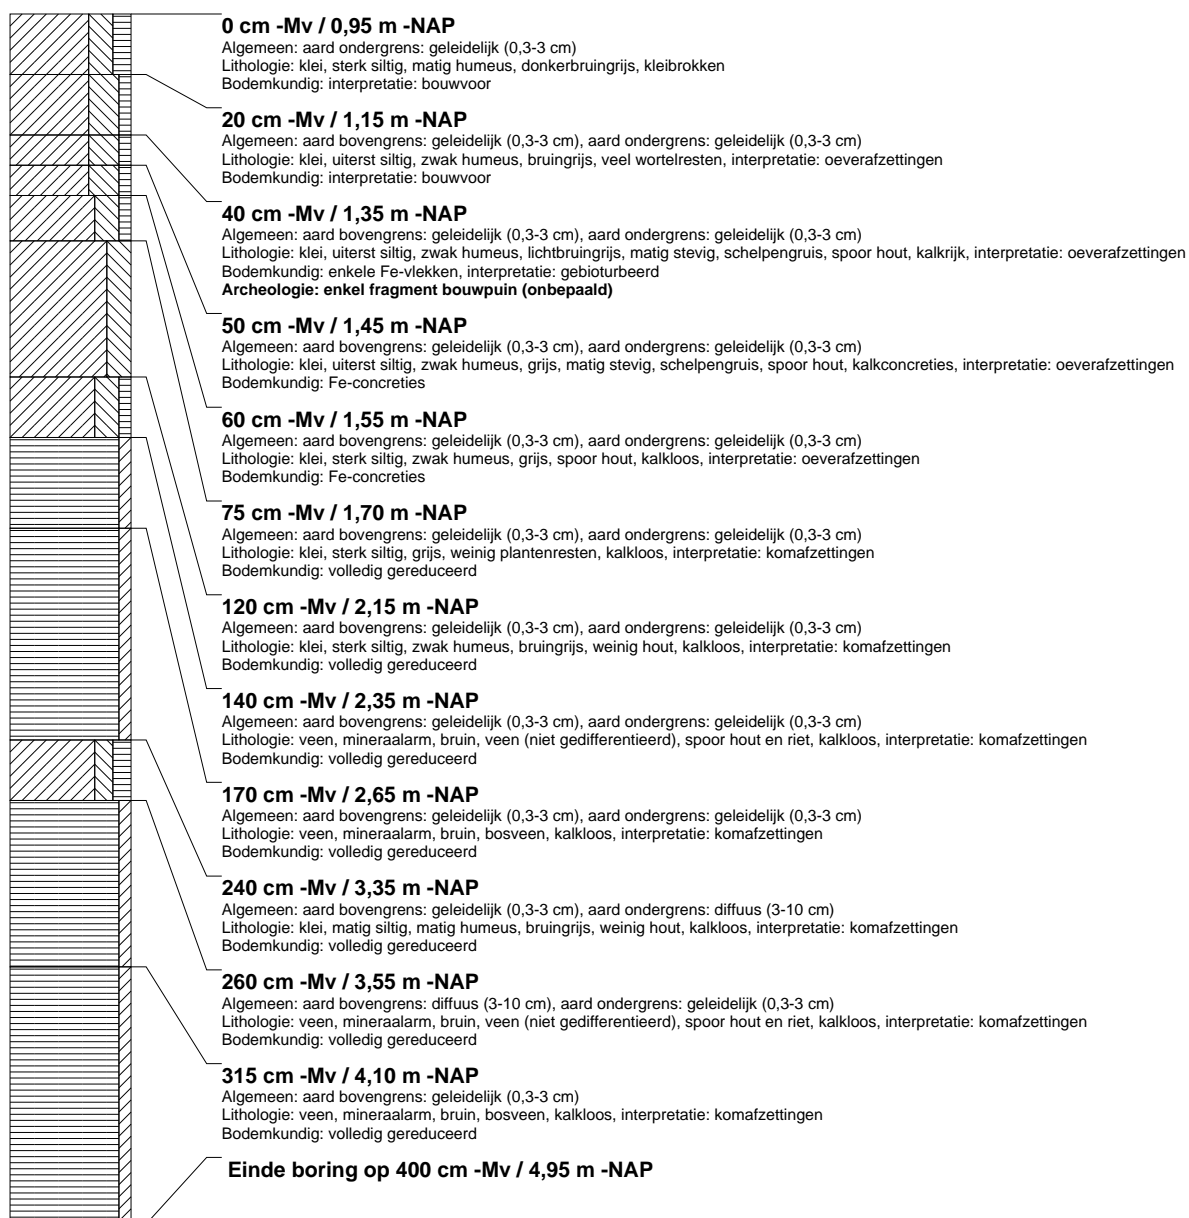 0 cm -Mv / 0,95 m -NAP
Algemeen: aard ondergrens: geleidelijk (0,3-3 cm)
Lithologie: klei, sterk siltig, matig humeus, donkerbruingrijs, kleibrokken
Bodemkundig: interpretatie: bouwvoor
20 cm -Mv / 1,15 m -NAP
Algemeen: aard bovengrens: geleidelijk (0,3-3 cm), aard ondergrens: geleidelijk (0,3-3 cm)
Lithologie: klei, uiterst siltig, zwak humeus, bruingrijs, veel wortelresten, interpretatie: oeverafzettingen
Bodemkundig: interpretatie: bouwvoor
40 cm -Mv / 1,35 m -NAP
Algemeen: aard bovengrens: geleidelijk (0,3-3 cm), aard ondergrens: geleidelijk (0,3-3 cm)
Lithologie: klei, uiterst siltig, zwak humeus, lichtbruingrijs, matig stevig, schelpengruis, spoor hout, kalkrijk, interpretatie: oeverafzettingen
Bodemkundig: enkele Fe-vlekken, interpretatie: gebioturbeerd
Archeologie: enkel fragment bouwpuin (onbepaald)
50 cm -Mv / 1,45 m -NAP
Algemeen: aard bovengrens: geleidelijk (0,3-3 cm), aard ondergrens: geleidelijk (0,3-3 cm)
Lithologie: klei, uiterst siltig, zwak humeus, grijs, matig stevig, schelpengruis, spoor hout, kalkconcreties, interpretatie: oeverafzettingen
Bodemkundig: Fe-concreties
60 cm -Mv / 1,55 m -NAP
Algemeen: aard bovengrens: geleidelijk (0,3-3 cm), aard ondergrens: geleidelijk (0,3-3 cm)
Lithologie: klei, sterk siltig, zwak humeus, grijs, spoor hout, kalkloos, interpretatie: oeverafzettingen
Bodemkundig: Fe-concreties
75 cm -Mv / 1,70 m -NAP
Algemeen: aard bovengrens: geleidelijk (0,3-3 cm), aard ondergrens: geleidelijk (0,3-3 cm)
Lithologie: klei, sterk siltig, grijs, weinig plantenresten, kalkloos, interpretatie: komafzettingen
Bodemkundig: volledig gereduceerd
120 cm -Mv / 2,15 m -NAP
Algemeen: aard bovengrens: geleidelijk (0,3-3 cm), aard ondergrens: geleidelijk (0,3-3 cm)
Lithologie: klei, sterk siltig, zwak humeus, bruingrijs, weinig hout, kalkloos, interpretatie: komafzettingen
Bodemkundig: volledig gereduceerd
140 cm -Mv / 2,35 m -NAP
Algemeen: aard bovengrens: geleidelijk (0,3-3 cm), aard ondergrens: geleidelijk (0,3-3 cm)
Lithologie: veen, mineraalarm, bruin, veen (niet gedifferentieerd), spoor hout en riet, kalkloos, interpretatie: komafzettingen
Bodemkundig: volledig gereduceerd
170 cm -Mv / 2,65 m -NAP
Algemeen: aard bovengrens: geleidelijk (0,3-3 cm), aard ondergrens: geleidelijk (0,3-3 cm)
Lithologie: veen, mineraalarm, bruin, bosveen, kalkloos, interpretatie: komafzettingen
Bodemkundig: volledig gereduceerd
240 cm -Mv / 3,35 m -NAP
Algemeen: aard bovengrens: geleidelijk (0,3-3 cm), aard ondergrens: diffuus (3-10 cm)
Lithologie: klei, matig siltig, matig humeus, bruingrijs, weinig hout, kalkloos, interpretatie: komafzettingen
Bodemkundig: volledig gereduceerd
260 cm -Mv / 3,55 m -NAP
Algemeen: aard bovengrens: diffuus (3-10 cm), aard ondergrens: geleidelijk (0,3-3 cm)
Lithologie: veen, mineraalarm, bruin, veen (niet gedifferentieerd), spoor hout en riet, kalkloos, interpretatie: komafzettingen
Bodemkundig: volledig gereduceerd
315 cm -Mv / 4,10 m -NAP
Algemeen: aard bovengrens: geleidelijk (0,3-3 cm)
Lithologie: veen, mineraalarm, bruin, bosveen, kalkloos, interpretatie: komafzettingen
Bodemkundig: volledig gereduceerd
Einde boring op 400 cm -Mv / 4,95 m -NAP